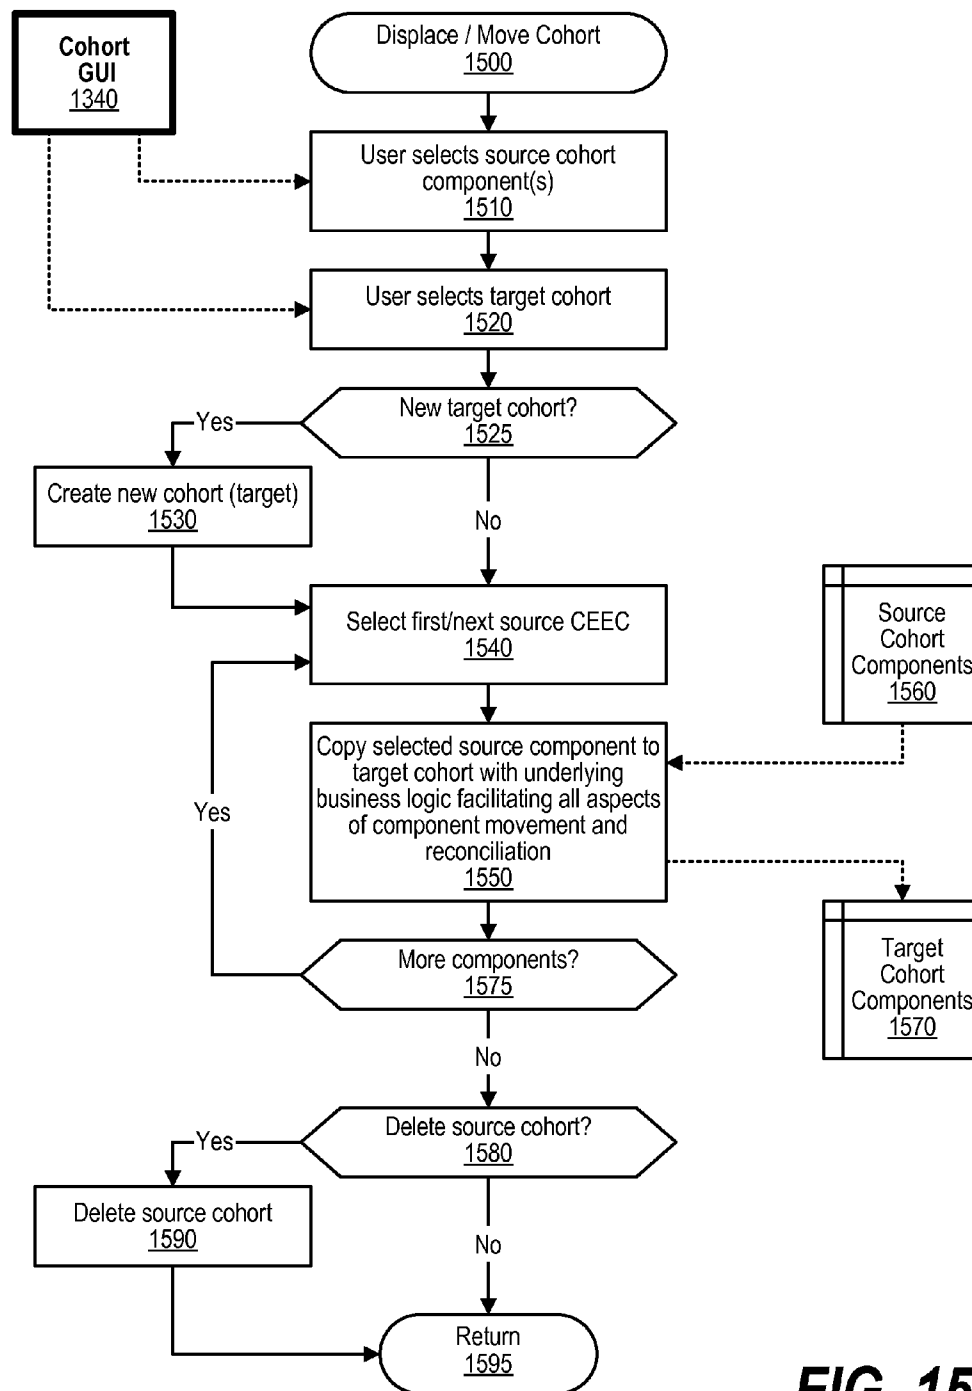 Cohort
GUI
1340
Displace / Move Cohort
1500
User selects source cohort
component(s)
1510
User selects target cohort
1520
New target cohort?
1525
Yes
No
Create new cohort (target)
1530
Select first/next source CEEC
1540
Source
Cohort
Components
1560
Copy selected source component to
target cohort with underlying
business logic facilitating all aspects
of component movement and
reconciliation
1550
Yes
More components?
1575
Target
Cohort
Components
1570
No
Delete source cohort?
1580
Yes
No
Delete source cohort
1590
Return
1595
FIG. 15